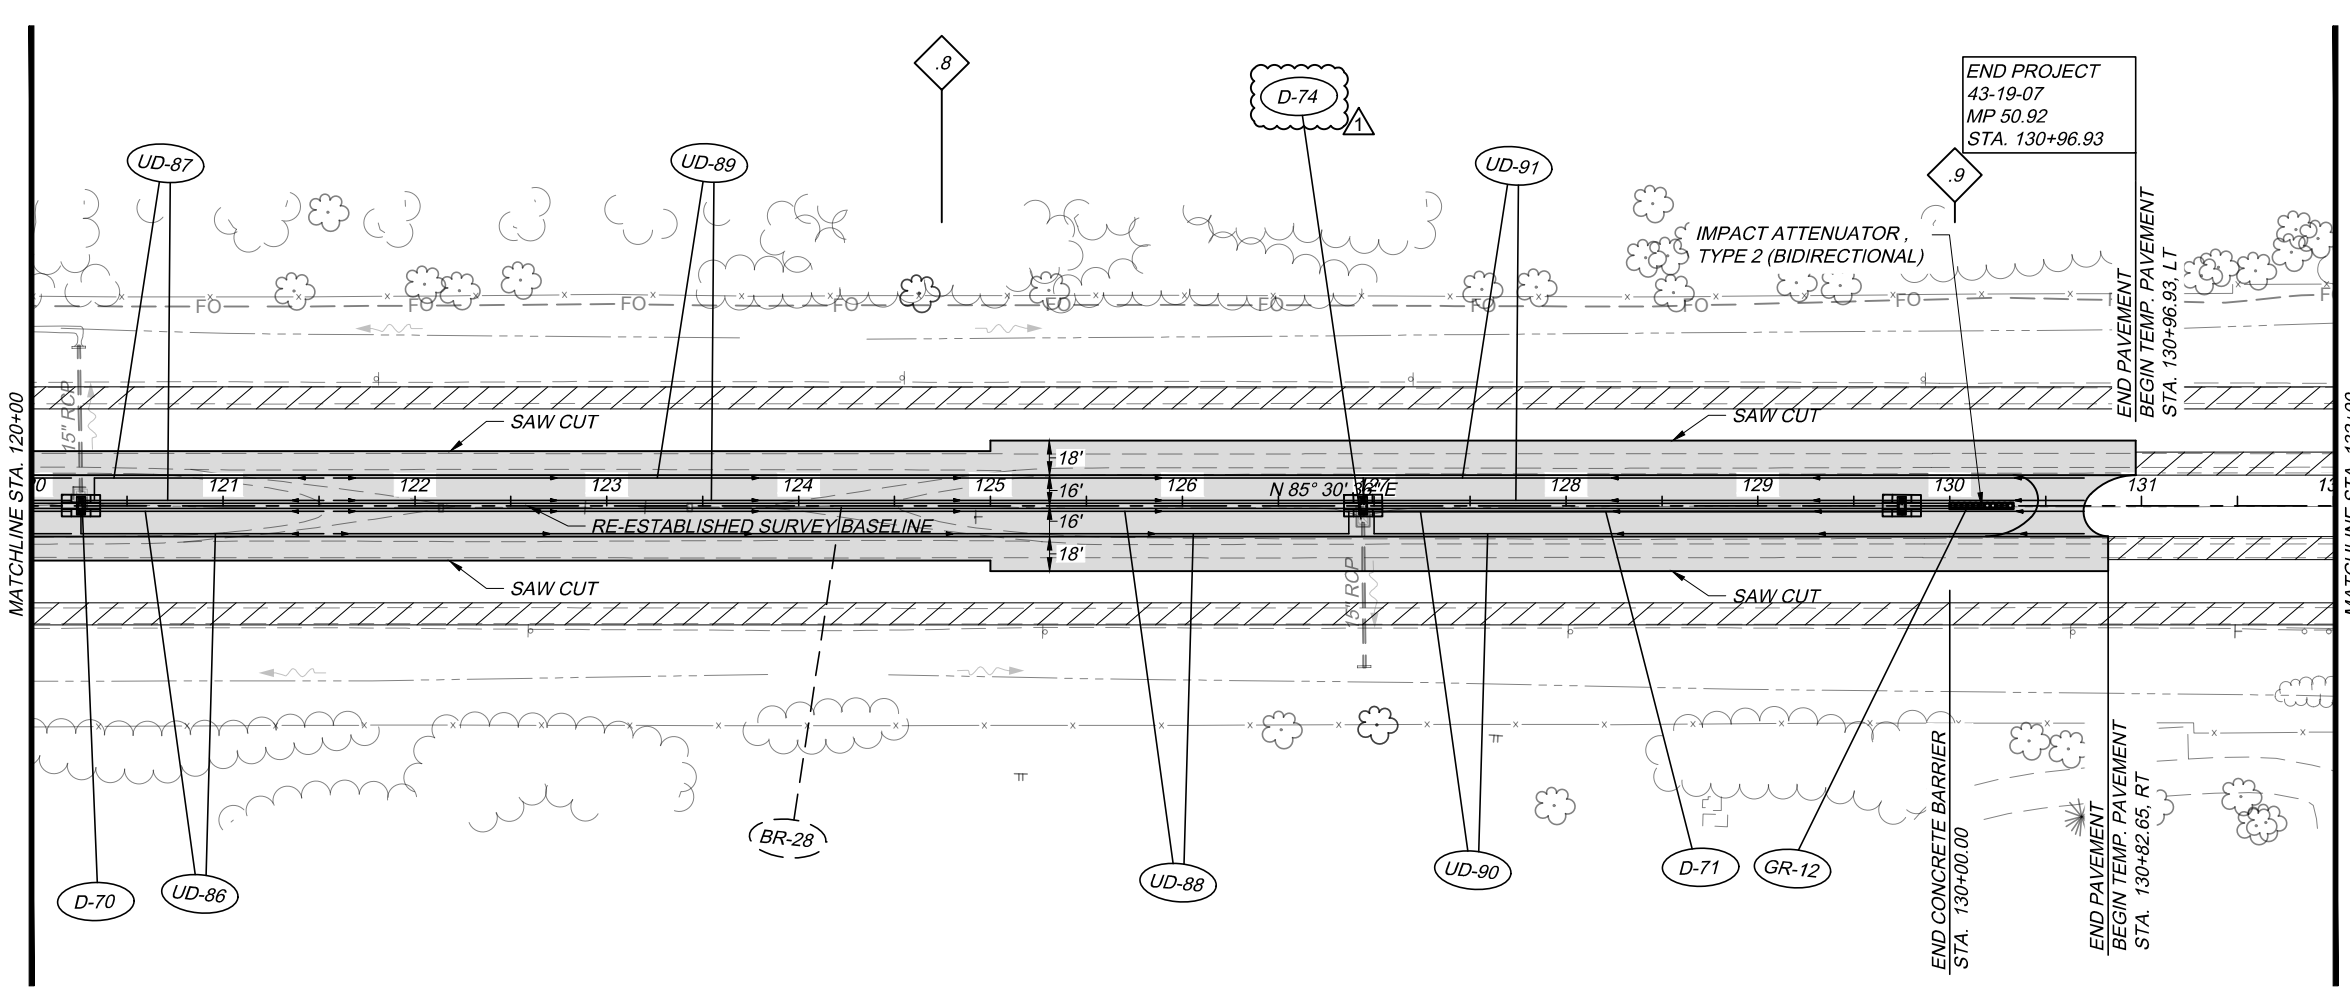 .8
D-74
1
END PROJECT
43-19-07
MP 50.92
STA. 130+96.93
UD-87
UD-89
UD-91
.9
IMPACT ATTENUATOR ,
TYPE 2 (BIDIRECTIONAL)
END PAVEMENT
BEGIN TEMP. PAVEMENT
STA. 130+96.93, LT
FO
FO
FO
FO
FO
FO
FO
FO
FO
MATCHLINE STA. 120+00
15" RCP
SAW CUT
SAW CUT
18'
16'
16'
18'
121
122
123
124
125
126
127
128
129
130
131
RE-ESTABLISHED SURVEY BASELINE
SAW CUT
SAW CUT
15" RCP
BR-28
D-70
UD-86
UD-88
UD-90
D-71
GR-12
END CONCRETE BARRIER
STA. 130+00.00
END PAVEMENT
BEGIN TEMP. PAVEMENT
STA. 130+82.65, RT